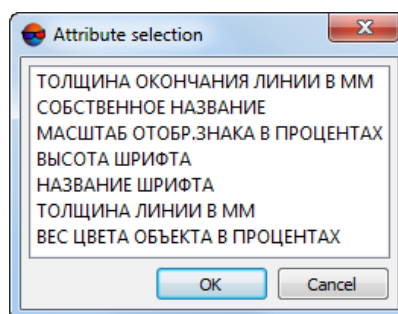 Attribute selection
ТОЛЩИНА ОКОНЧАНИЯ ЛИНИИ В ММ
СОБСТВЕННОЕ НАЗВАНИЕ
МАСШТАБ ОТОБР.ЗНАКА В ПРОЦЕНТАХ
ВЫСОТА ШРИФТА
НАЗВАНИЕ ШРИФТА
ТОЛЩИНА ЛИНИИ В ММ
ВЕС ЦВЕТА ОБЪЕКТА В ПРОЦЕНТАХ
OK Cancel